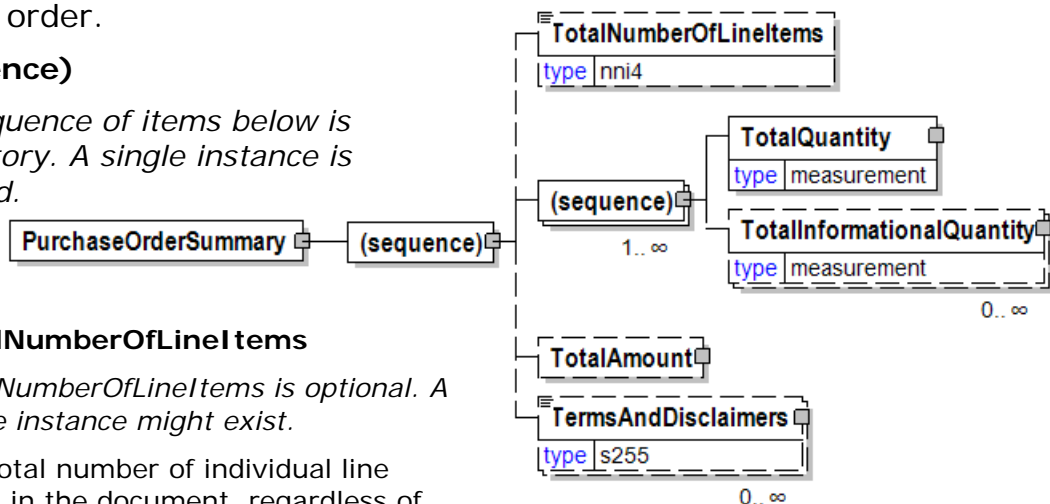 order.
ence)
quence of items below is
tory. A single instance is
d.
lNumberOfLineItems
NumberOfLineItems is optional. A
e instance might exist.
otal number of individual line
in the document, regardless of
PurchaseOrderSummary
(sequence)
TotalNumberOfLineItems
type nni4
(sequence)
1.. ∞
TotalQuantity
type measurement
TotalInformationalQuantity
type measurement
0.. ∞
TotalAmount
TermsAndDisclaimers
type s255
0.. ∞